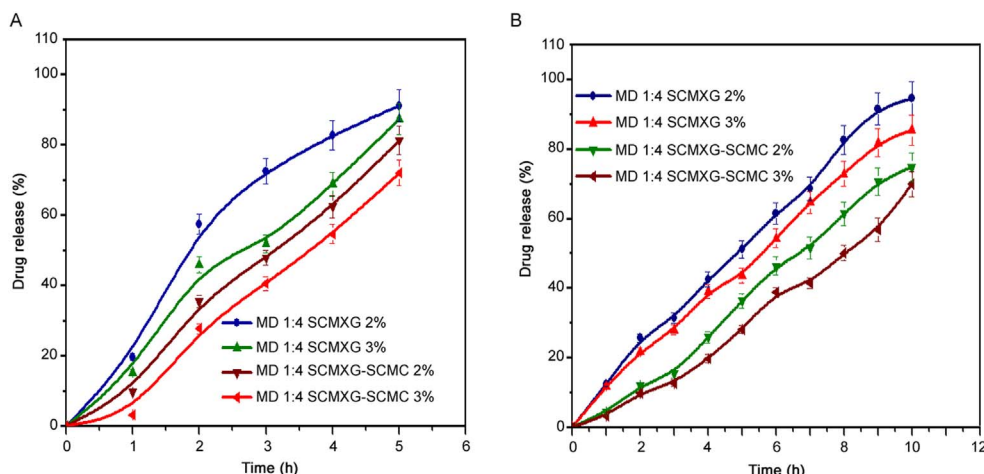 A
110
100
80
60
40
20
0
Drug release (%)
MD 1:4 SCMXG 2%
MD 1:4 SCMXG 3%
MD 1:4 SCMXG-SCMC 2%
MD 1:4 SCMXG-SCMC 3%
0 1 2 3 4 5 6
Time (h)
B
110
100
80
60
40
20
0
Drug release (%)
MD 1:4 SCMXG 2%
MD 1:4 SCMXG 3%
MD 1:4 SCMXG-SCMC 2%
MD 1:4 SCMXG-SCMC 3%
0 2 4 6 8 10 12
Time (h)